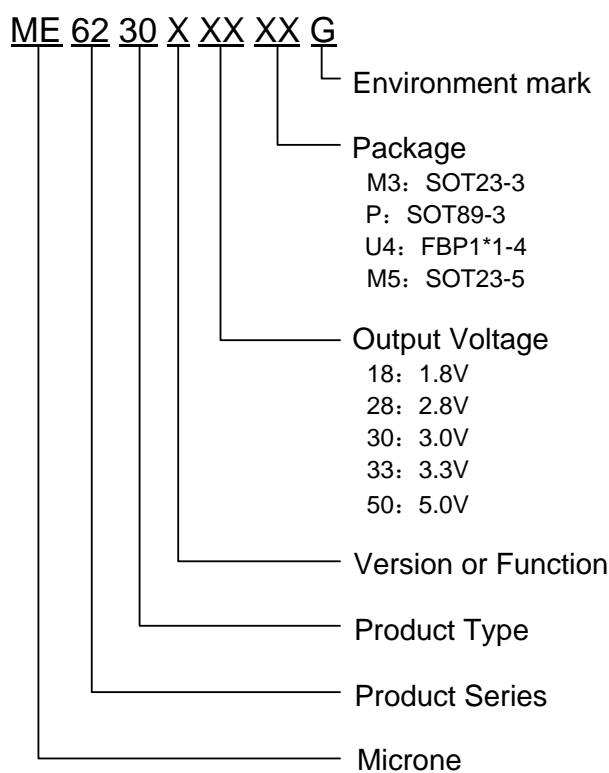 ME 62 30 X XX XX G
Environment mark
Package
M3：SOT23-3
P：SOT89-3
U4：FBP1*1-4
M5：SOT23-5
Output Voltage
18：1.8V
28：2.8V
30：3.0V
33：3.3V
50：5.0V
Version or Function
Product Type
Product Series
Microne